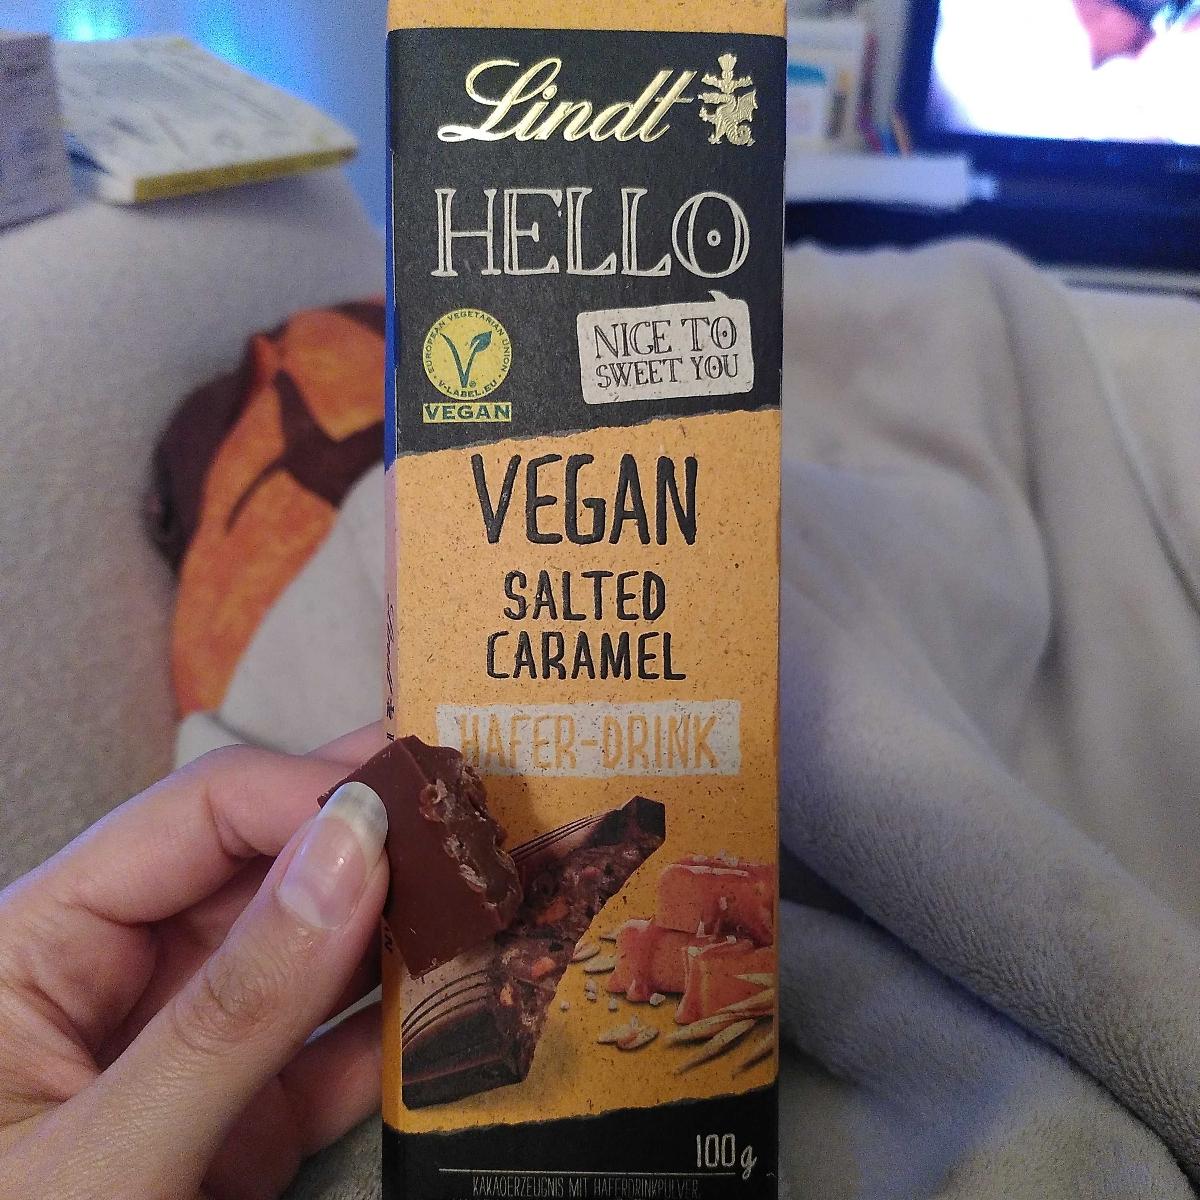 Lindt
HELLO
EUROPEAN VEGETARIAN UNION
V-LABEL.EU
VEGAN
NICE TO
SWEET YOU
VEGAN
SALTED
CARAMEL
HAFER-DRINK
100g
KAKAOERZEUGNIS MIT HAFERDRINKPULVER